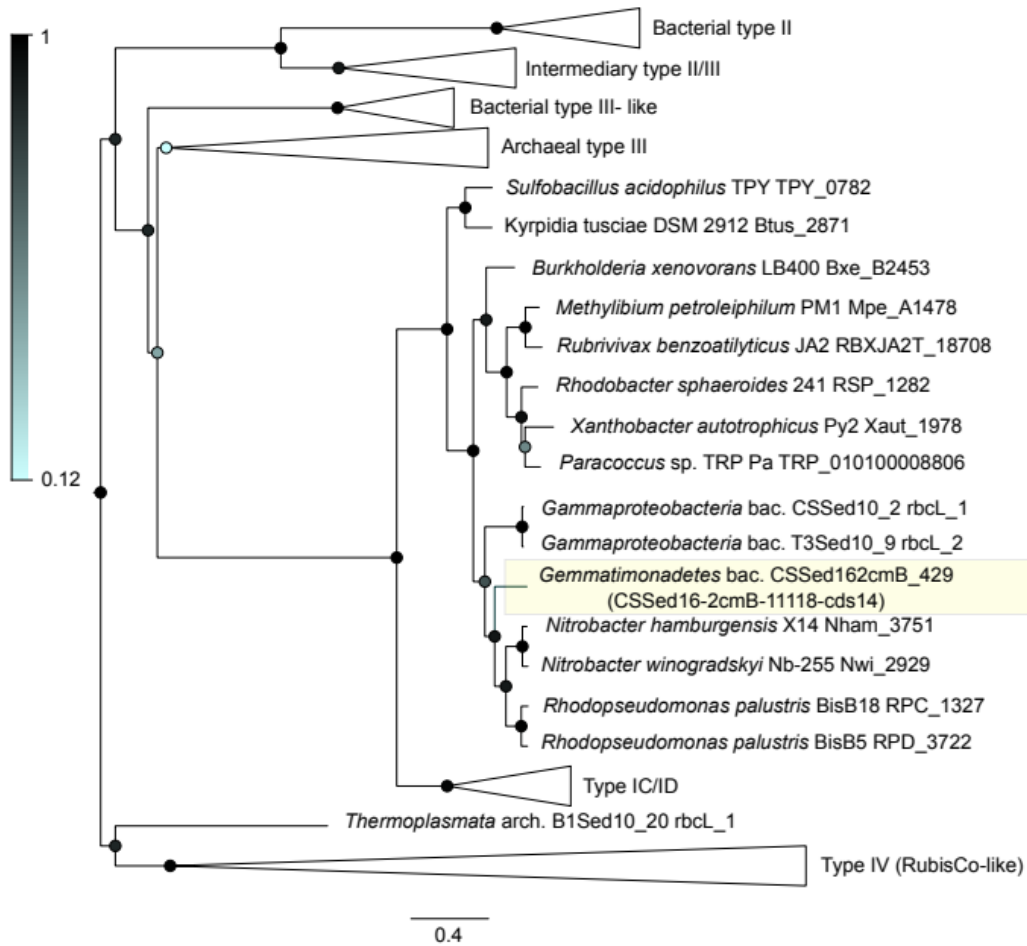 1
Bacterial type II
Intermediary type II/III
Bacterial type III- like
Archaeal type III
Sulfobacillus acidophilus TPY TPY_0782
Kyrpidia tusciae DSM 2912 Btus_2871
Burkholderia xenovorans LB400 Bxe_B2453
Methylibium petroleiphilum PM1 Mpe_A1478
Rubrivivax benzoatilyticus JA2 RBXJA2T_18708
Rhodobacter sphaeroides 241 RSP_1282
Xanthobacter autotrophicus Py2 Xaut_1978
0.12
Paracoccus sp. TRP Pa TRP_010100008806
Gammaproteobacteria bac. CSSed10_2 rbcL_1
Gammaproteobacteria bac. T3Sed10_9 rbcL_2
Gemmatimonadetes bac. CSSed162cmB_429
(CSSed16-2cmB-11118-cds14)
Nitrobacter hamburgensis X14 Nham_3751
Nitrobacter winogradskyi Nb-255 Nwi_2929
Rhodopseudomonas palustris BisB18 RPC_1327
Rhodopseudomonas palustris BisB5 RPD_3722
Type IC/ID
Thermoplasmata arch. B1Sed10_20 rbcL_1
Type IV (RubisCo-like)
0.4